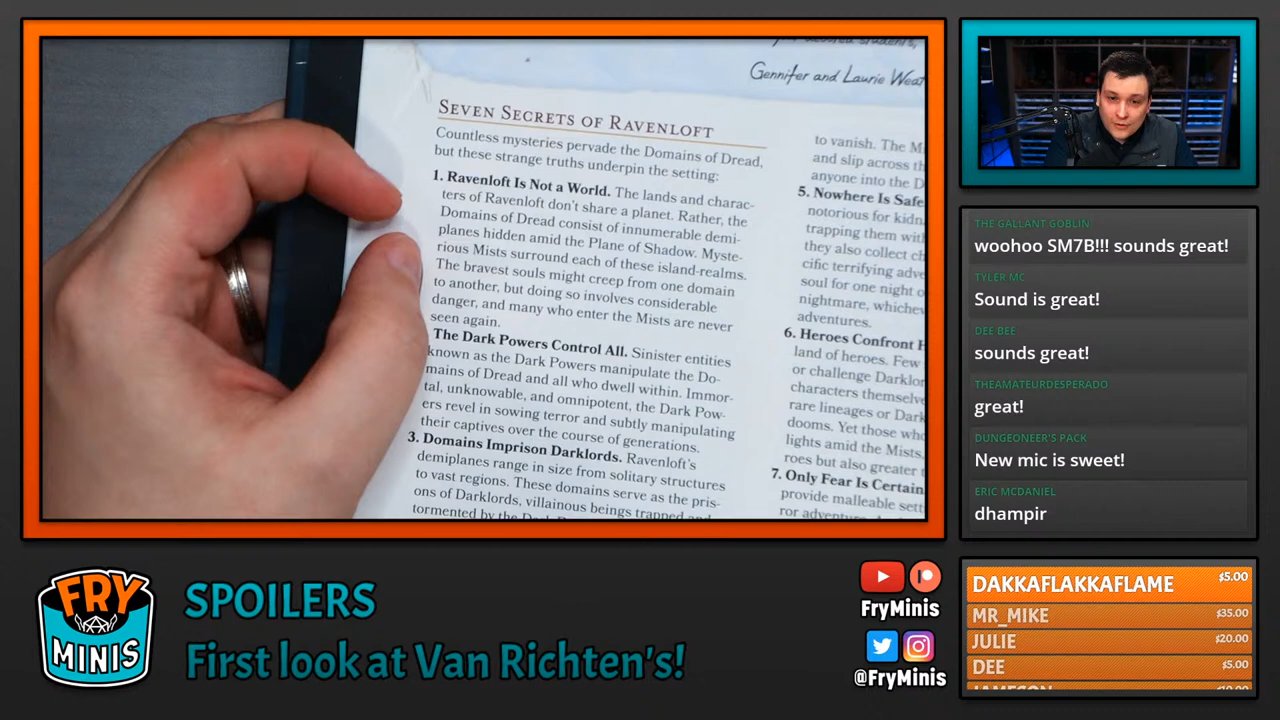 Gennifer and Laurie
SEVEN SECRETS OF RAVENLOFT
Countless mysteries pervade the Domains of Dread,
but these strange truths underpin the setting:
1. Ravenloft Is Not a World. The lands and charac-
ters of Ravenloft don't share a planet. Rather, the
Domains of Dread consist of innumerable demi-
planes hidden amid the Plane of Shadow. Myste-
rious Mists surround each of these island-realms.
The bravest souls might creep from one domain
to another, but doing so involves considerable
danger, and many who enter the Mists are never
seen again.
The Dark Powers Control All. Sinister entities
known as the Dark Powers manipulate the Do-
mains of Dread and all who dwell within. Immor-
tal, unknowable, and omnipotent, the Dark Pow-
ers revel in sowing terror and subtly manipulating
their captives over the course of generations.
3. Domains Imprison Darklords. Ravenloft's
demiplanes range in size from solitary structures
to vast regions. These domains serve as the pris-
ons of Darklords, villainous beings trapped and
tormented by the
to vanish. The
and slip across
anyone into the
5. Nowhere Is Safe
notorious for
trapping them
they also collect
cific terrifying
soul for one night
nightmare,
adventures.
6. Heroes Confront
land of heroes. Few
or challenge
characters
rare lineages or
dooms. Yet those
lights amid the Mists.
roes but also greater
7. Only Fear Is
provide malleable
ror
THE GALLANT GOBLIN
woohoo SM7B!!! sounds great!
TYLER MC
Sound is great!
DEE BEE
sounds great!
THEAMATEURDESPERADO
great!
DUNGEONEER'S PACK
New mic is sweet!
ERIC MCDANIEL
dhampir
FRY
MINIS
SPOILERS
First look at Van Richten's!
FryMinis
@FryMinis
DAKKAFLAKKAFLAME $5.00
MR_MIKE $35.00
JULIE $20.00
DEE $5.00